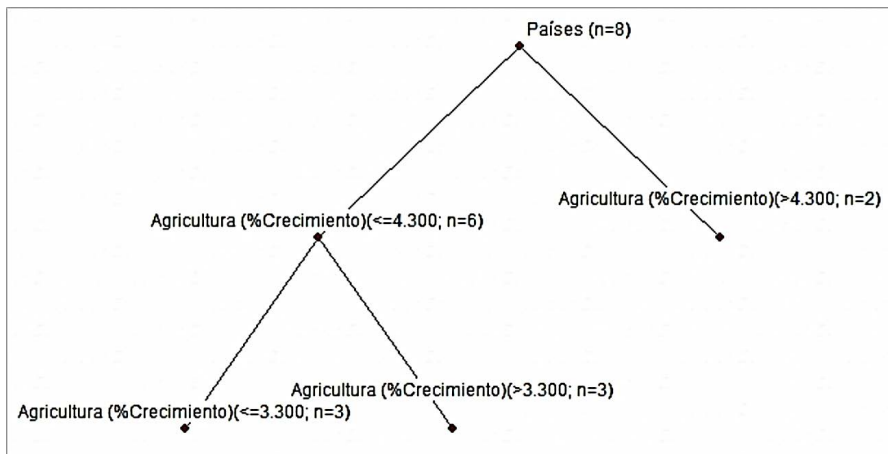 Países (n=8)
Agricultura (%Crecimiento)(>4.300; n=2)
Agricultura (%Crecimiento)(<=4.300; n=6)
Agricultura (%Crecimiento)(>3.300; n=3)
Agricultura (%Crecimiento)(<=3.300; n=3)